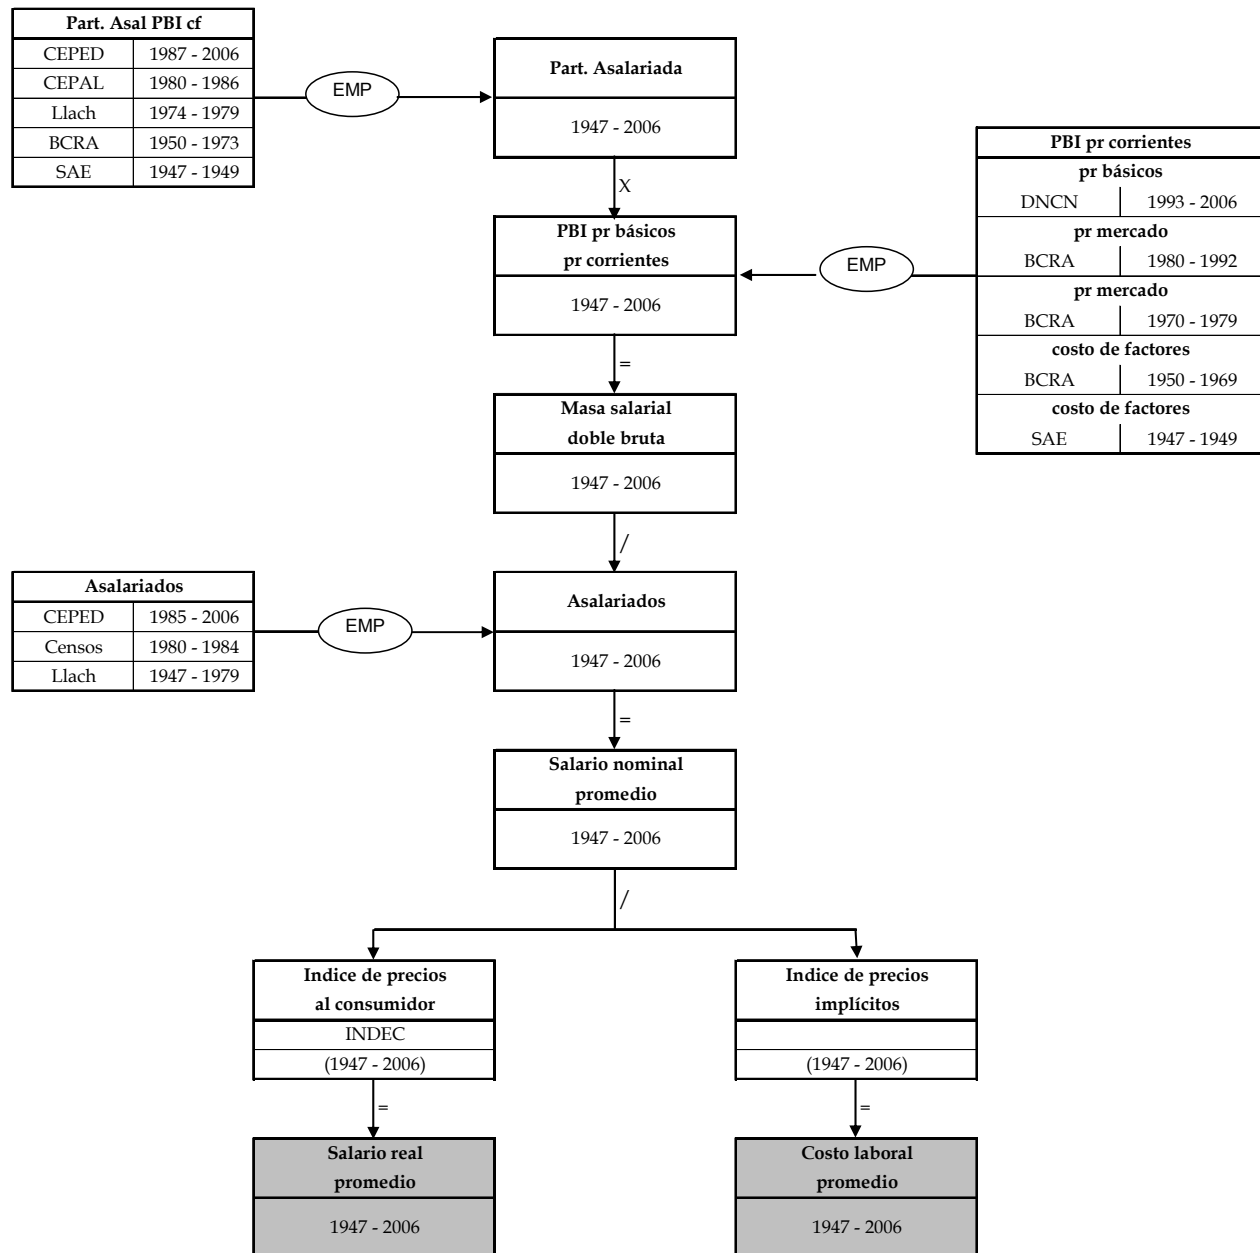 Part. Asal PBI cf
CEPED 1987 - 2006
CEPAL 1980 - 1986
Llach 1974 - 1979
BCRA 1950 - 1973
SAE 1947 - 1949
EMP
Part. Asalariada
1947 - 2006
X
PBI pr básicos
pr corrientes
1947 - 2006
EMP
PBI pr corrientes
pr básicos
DNCN 1993 - 2006
pr mercado
BCRA 1980 - 1992
pr mercado
BCRA 1970 - 1979
costo de factores
BCRA 1950 - 1969
costo de factores
SAE 1947 - 1949
=
Masa salarial
doble bruta
1947 - 2006
/
Asalariados
CEPED 1985 - 2006
Censos 1980 - 1984
Llach 1947 - 1979
EMP
Asalariados
1947 - 2006
=
Salario nominal
promedio
1947 - 2006
/
Indice de precios
al consumidor
INDEC
(1947 - 2006)
=
Salario real
promedio
1947 - 2006
Indice de precios
implícitos
(1947 - 2006)
=
Costo laboral
promedio
1947 - 2006